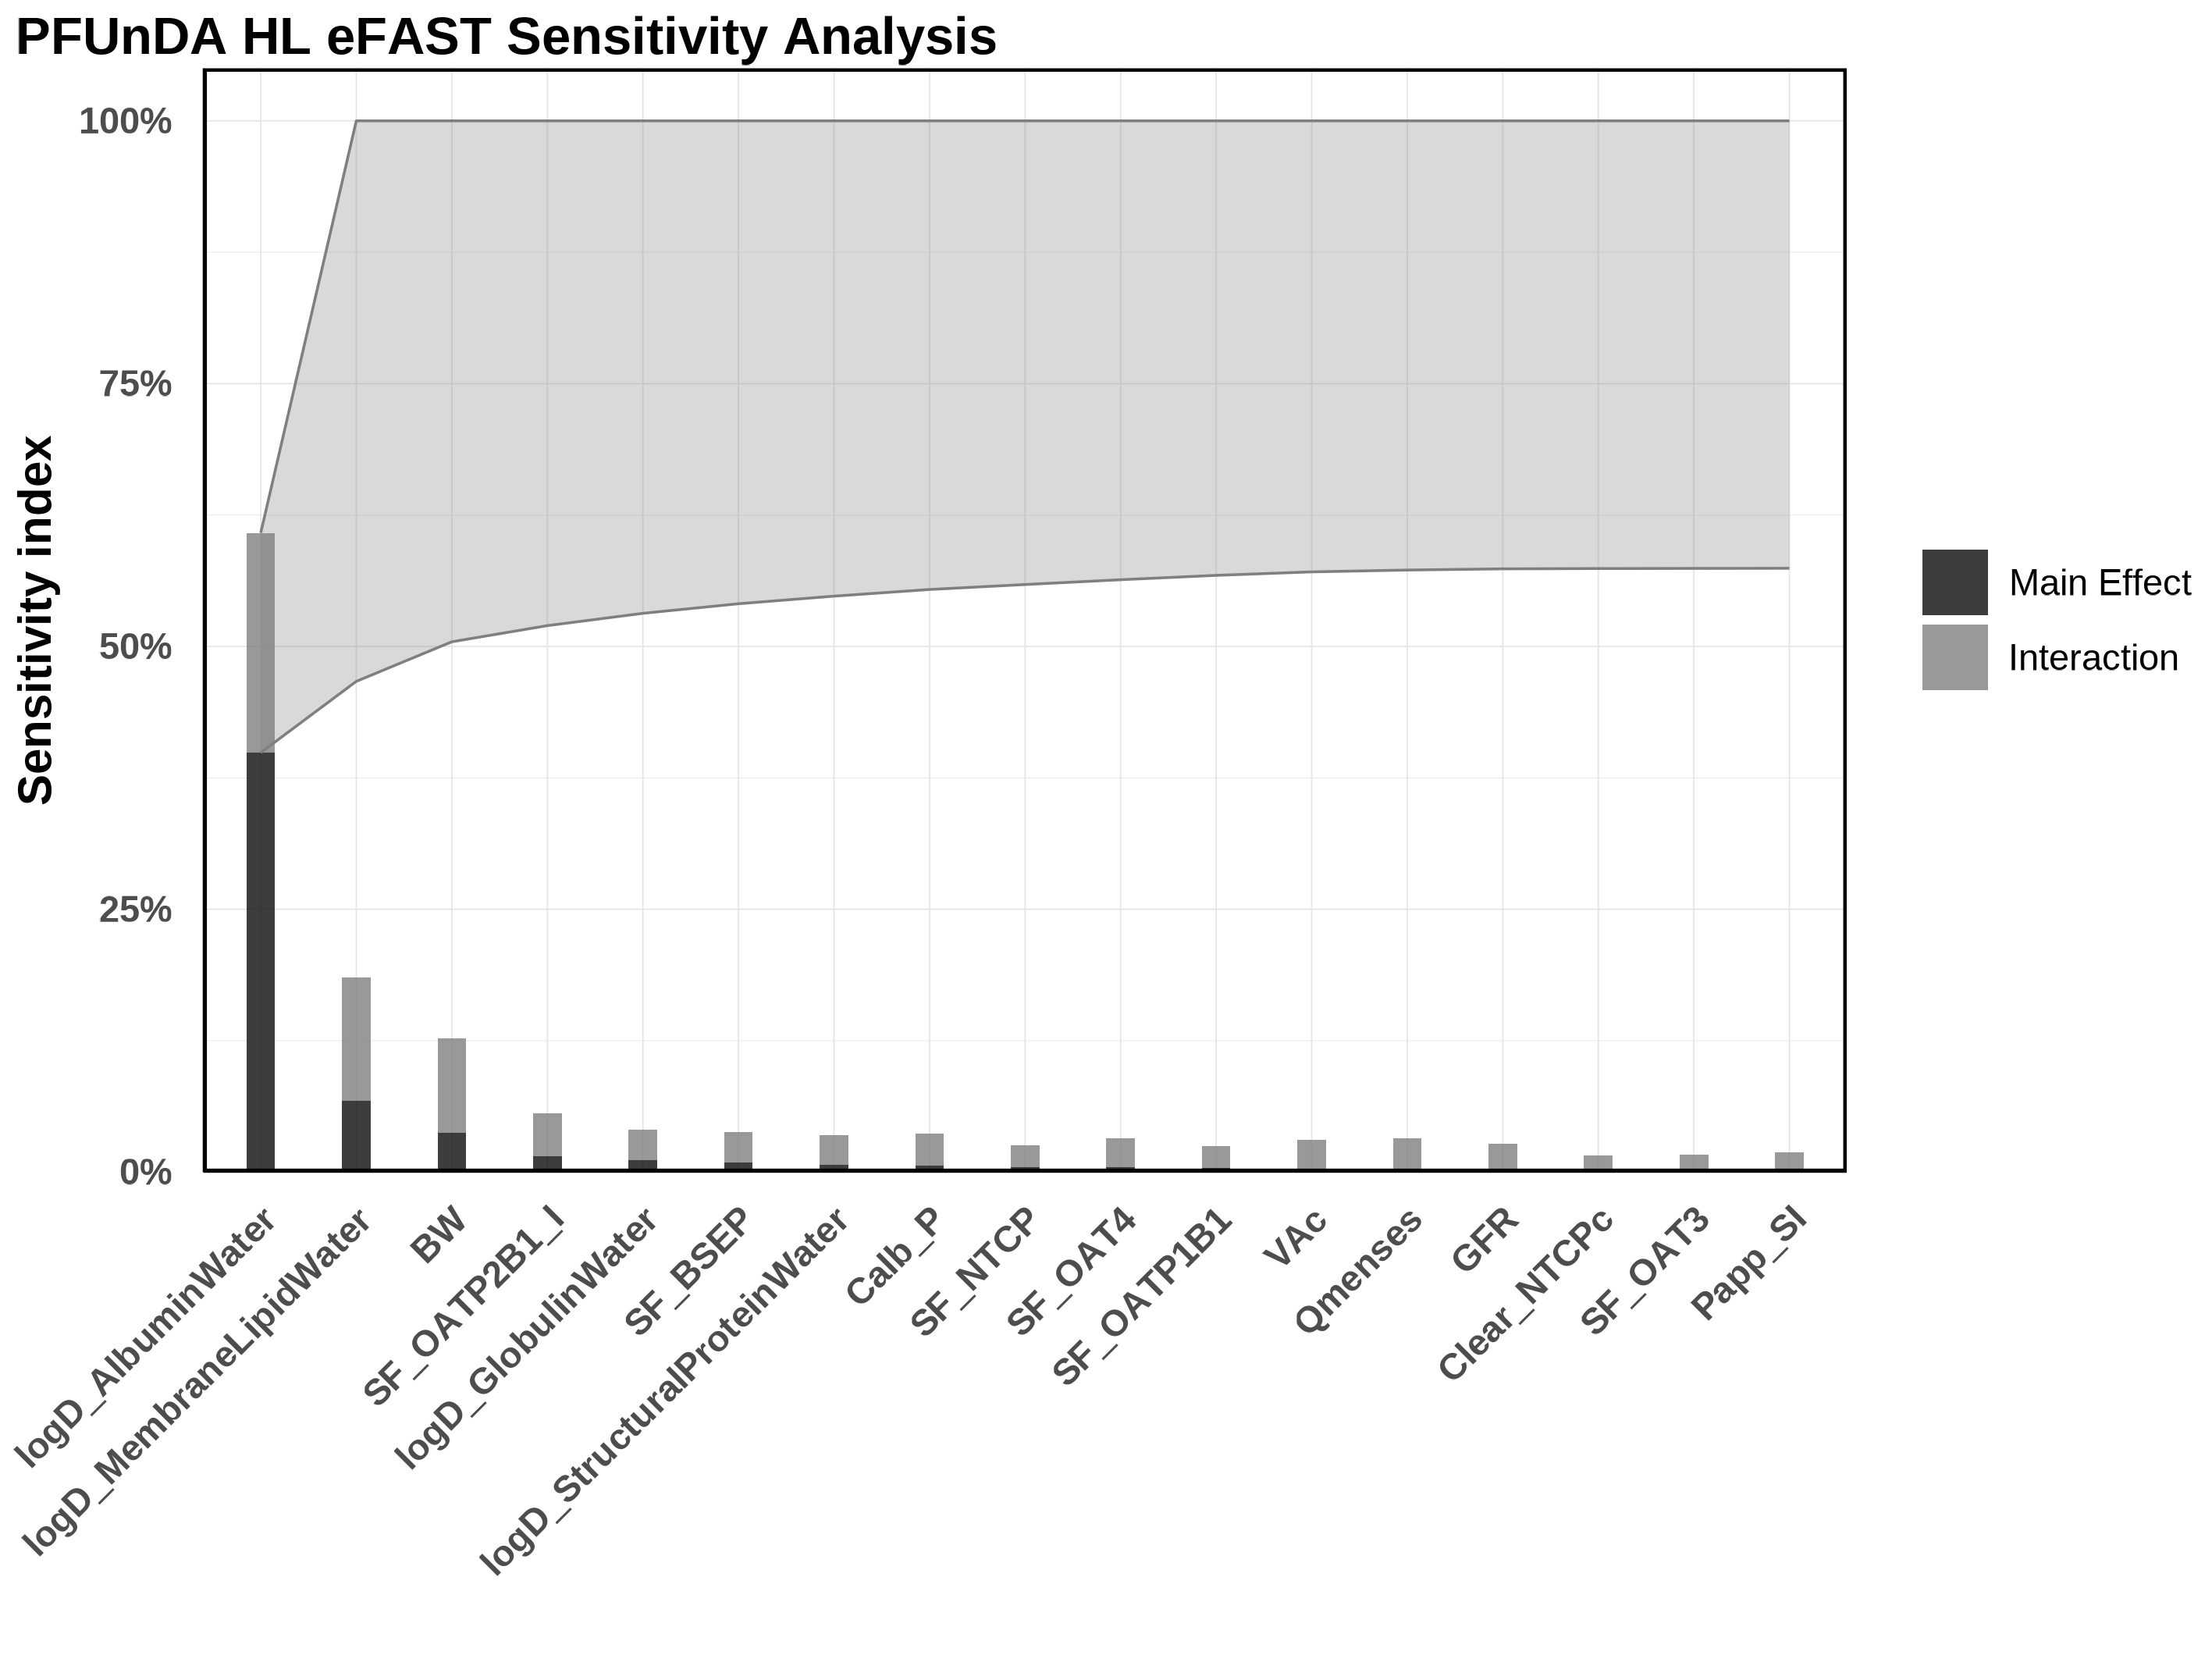 PFUnDA HL eFAST Sensitivity Analysis
Sensitivity index
100%
75%
50%
25%
0%
logD_AlbuminWater
logD_MembraneLipidWater
BW
SF_OATP2B1_I
logD_GlobulinWater
SF_BSEP
logD_StructuralProteinWater
Calb_P
SF_NTCP
SF_OAT4
SF_OATP1B1
VAc
Qmenses
GFR
Clear_NTCPc
SF_OAT3
Papp_SI
Main Effect
Interaction